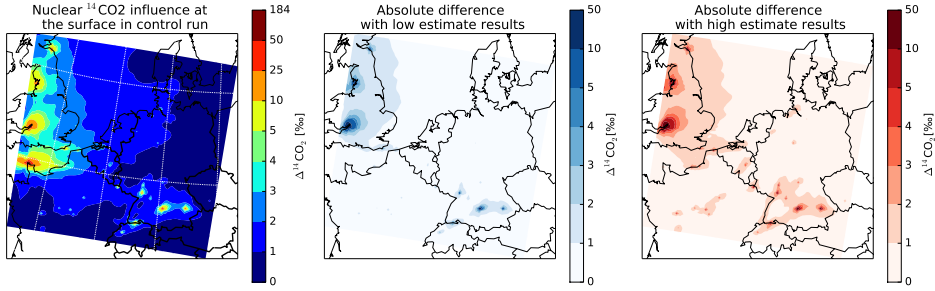 Nuclear ¹⁴CO2 influence at
the surface in control run
184
50
25
10
5
4
3
2
1
0
Δ¹⁴CO₂ [‰]
Absolute difference
with low estimate results
50
10
5
4
3
2
1
0
Δ¹⁴CO₂ [‰]
Absolute difference
with high estimate results
50
10
5
4
3
2
1
0
Δ¹⁴CO₂ [‰]